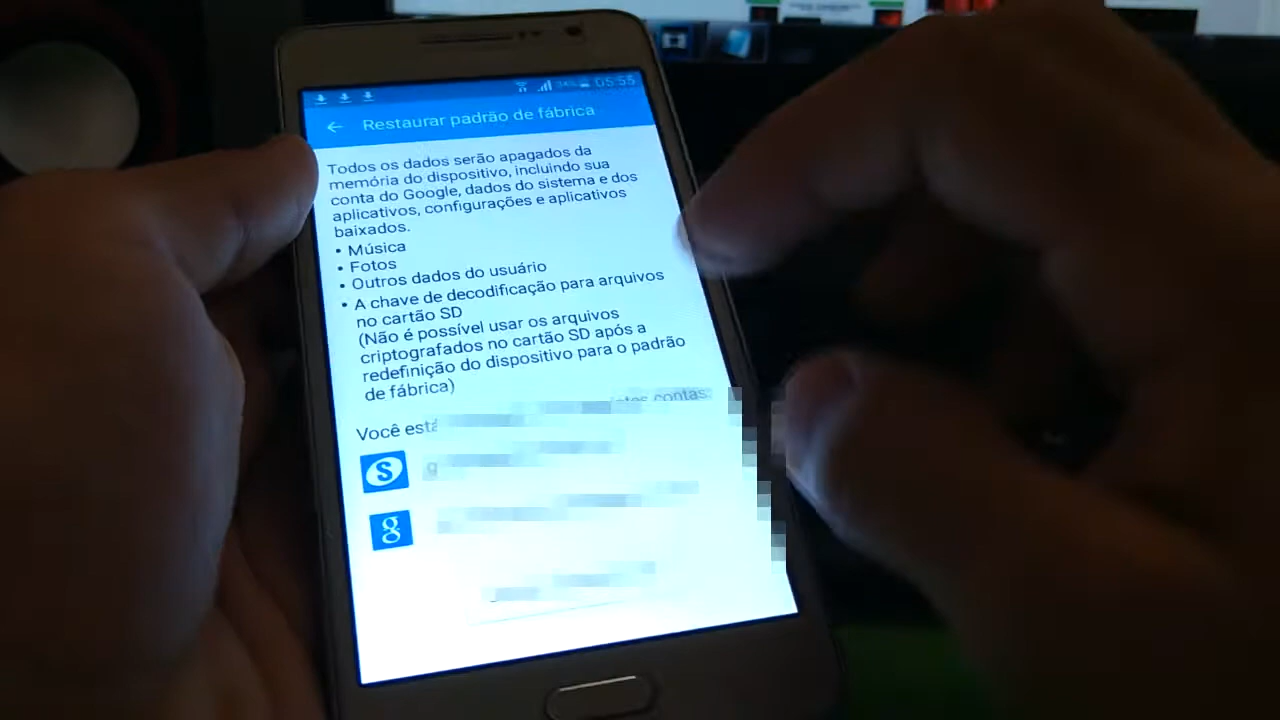 05:55
Restaurar padrão de fábrica
Todos os dados serão apagados da
memória do dispositivo, incluindo sua
conta do Google, dados do sistema e dos
aplicativos, configurações e aplicativos
baixados.
• Música
• Fotos
• Outros dados do usuário
• A chave de decodificação para arquivos
no cartão SD
(Não é possível usar os arquivos
criptografados no cartão SD após a
redefinição do dispositivo para o padrão
de fábrica)
Você está contas:
S
g